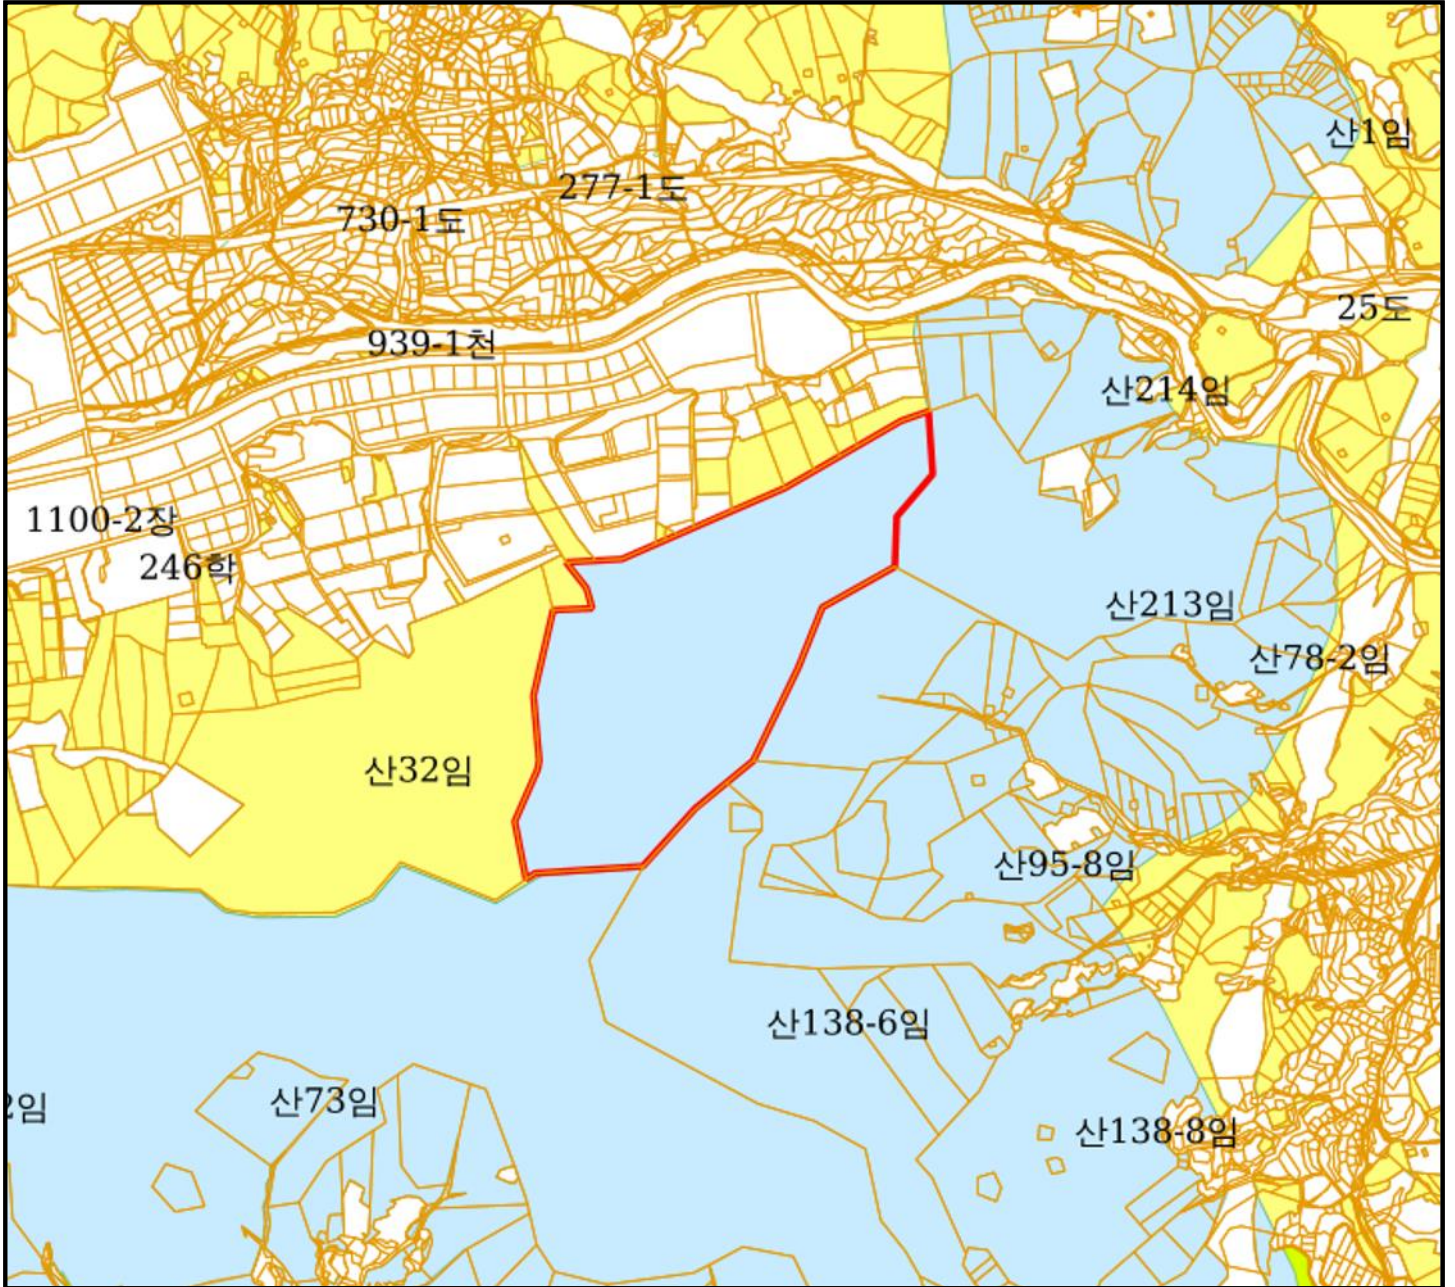 산1임
277-1도
730-1도
25도
939-1천
산214임
1100-2장
246학
산213임
산78-2임
산32임
산95-8임
산138-6임
산73임
2임
산138-8임